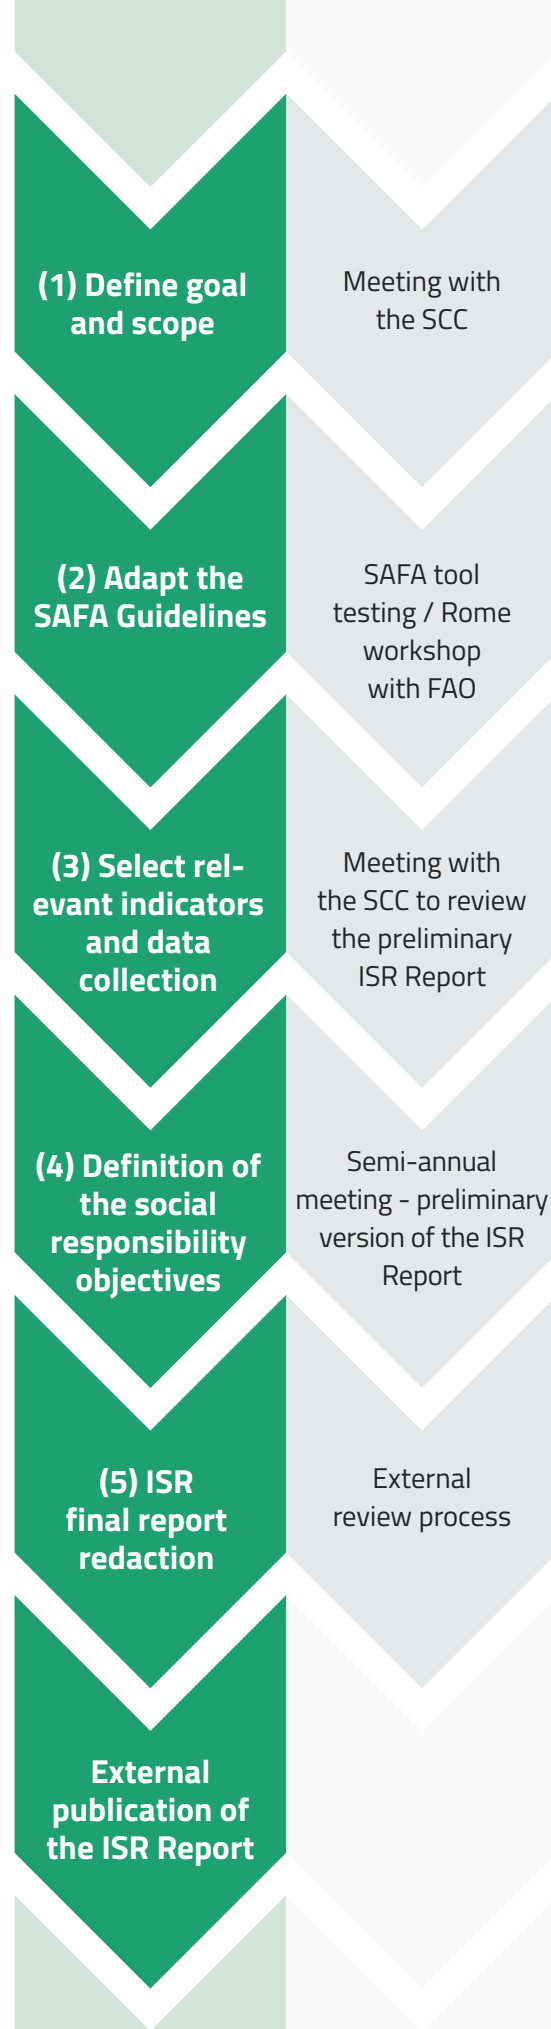 (1) Define goal
and scope
Meeting with
the SCC
(2) Adapt the
SAFA Guidelines
SAFA tool
testing / Rome
workshop
with FAO
(3) Select rel-
evant indicators
and data
collection
Meeting with
the SCC to review
the preliminary
ISR Report
(4) Definition of
the social
responsibility
objectives
Semi-annual
meeting - preliminary
version of the ISR
Report
(5) ISR
final report
redaction
External
review process
External
publication of
the ISR Report